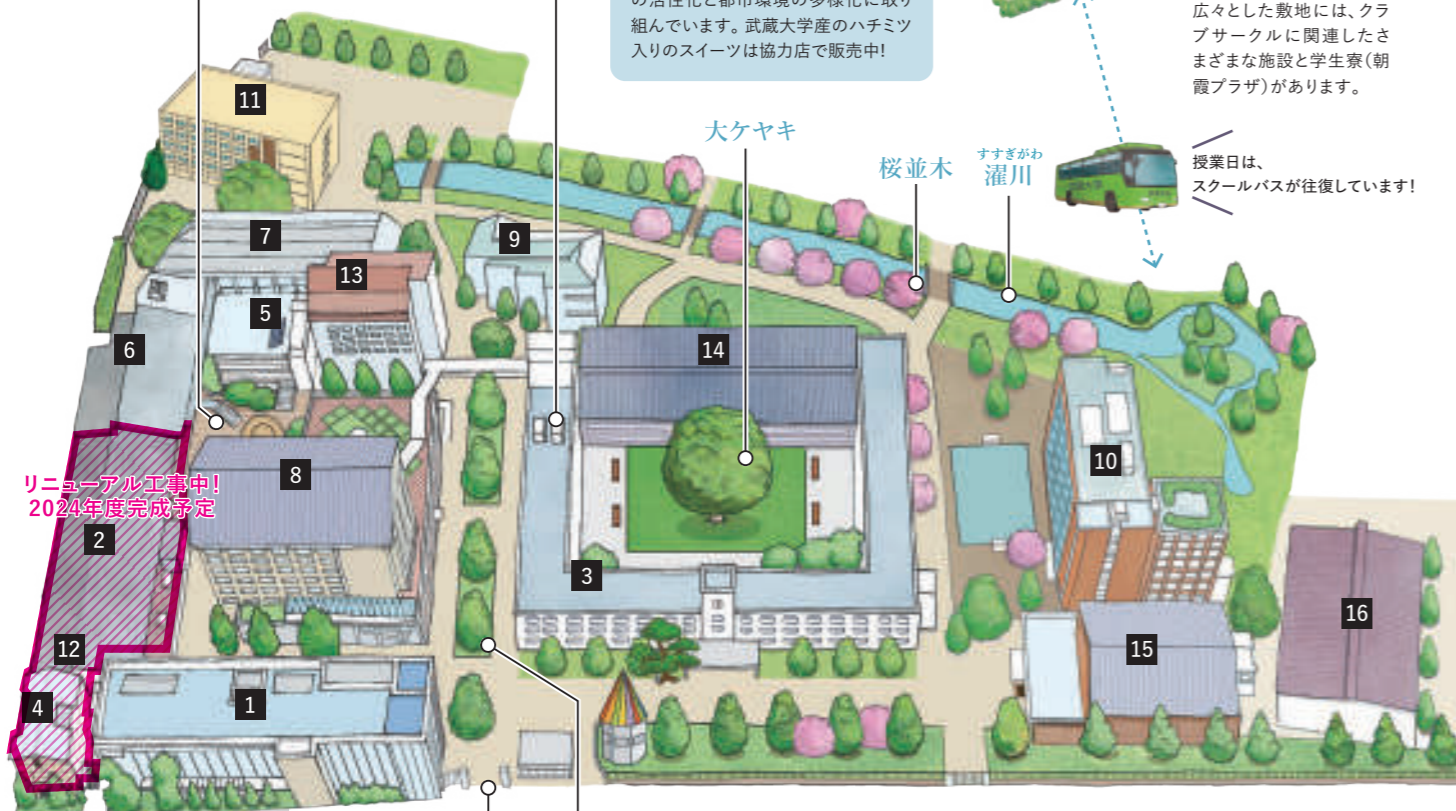 の活性化と都市環境の多様化に取り
組んでいます。武蔵大学産のハチミツ
入りのスイーツは協力店で販売中!
広々とした敷地には、クラ
ブサークルに関連したさ
まざまな施設と学生寮(朝
霞プラザ)があります。
授業日は、
スクールバスが往復しています!
大ケヤキ
桜並木
すすぎがわ
濯川
11
7
9
13
5
6
14
8
10
リニューアル工事中!
2024年度完成予定
2
3
16
12
15
4
1